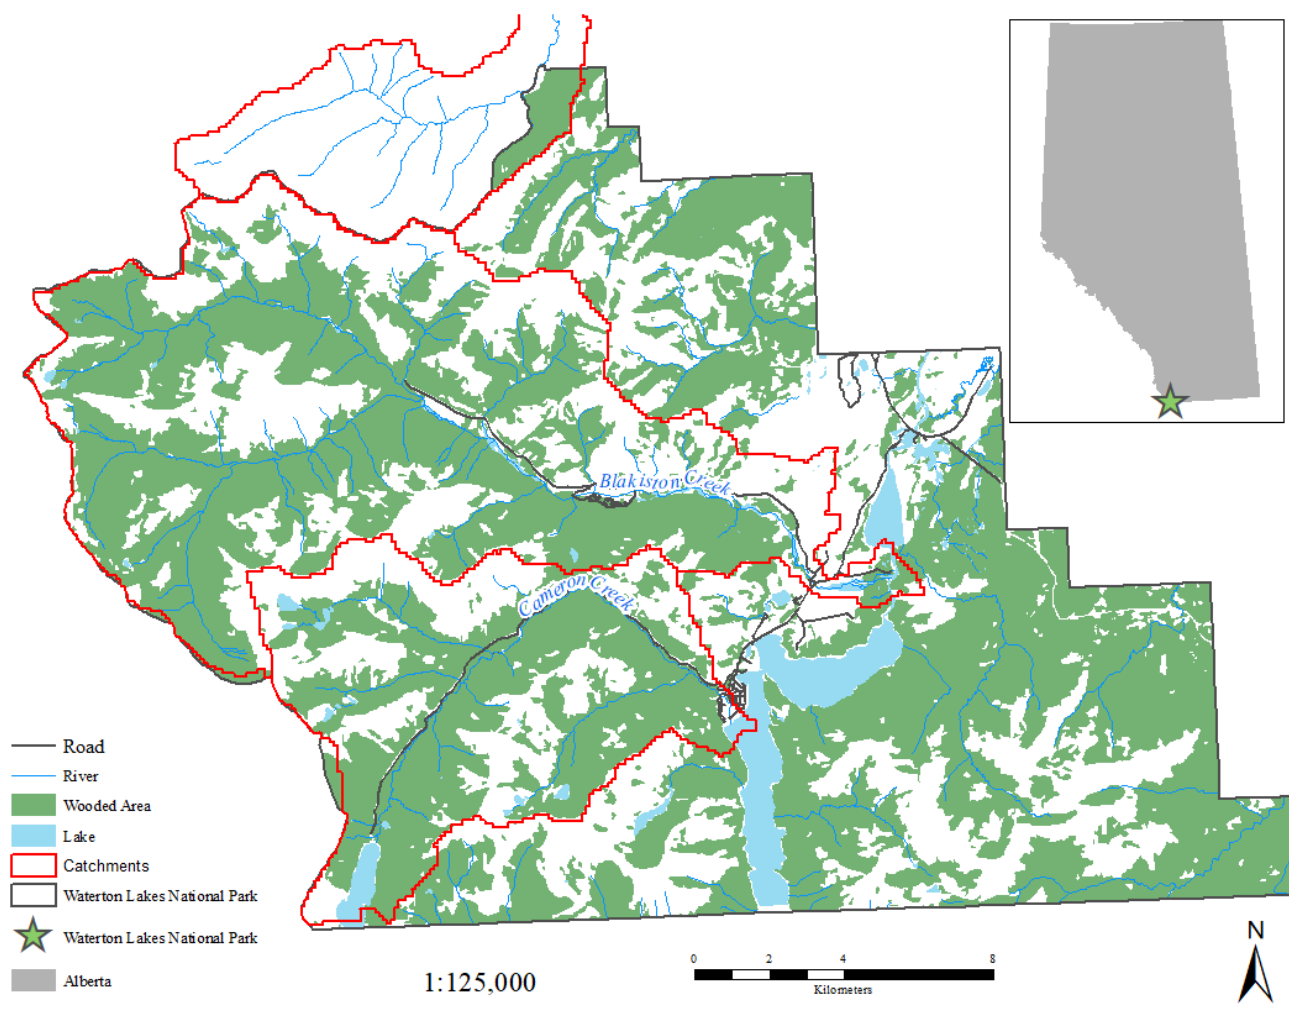 Blakiston Creek
Cameron Creek
Road
River
Wooded Area
Lake
Catchments
Waterton Lakes National Park
Waterton Lakes National Park
Alberta
1:125,000
0 2 4 8
Kilometers
N